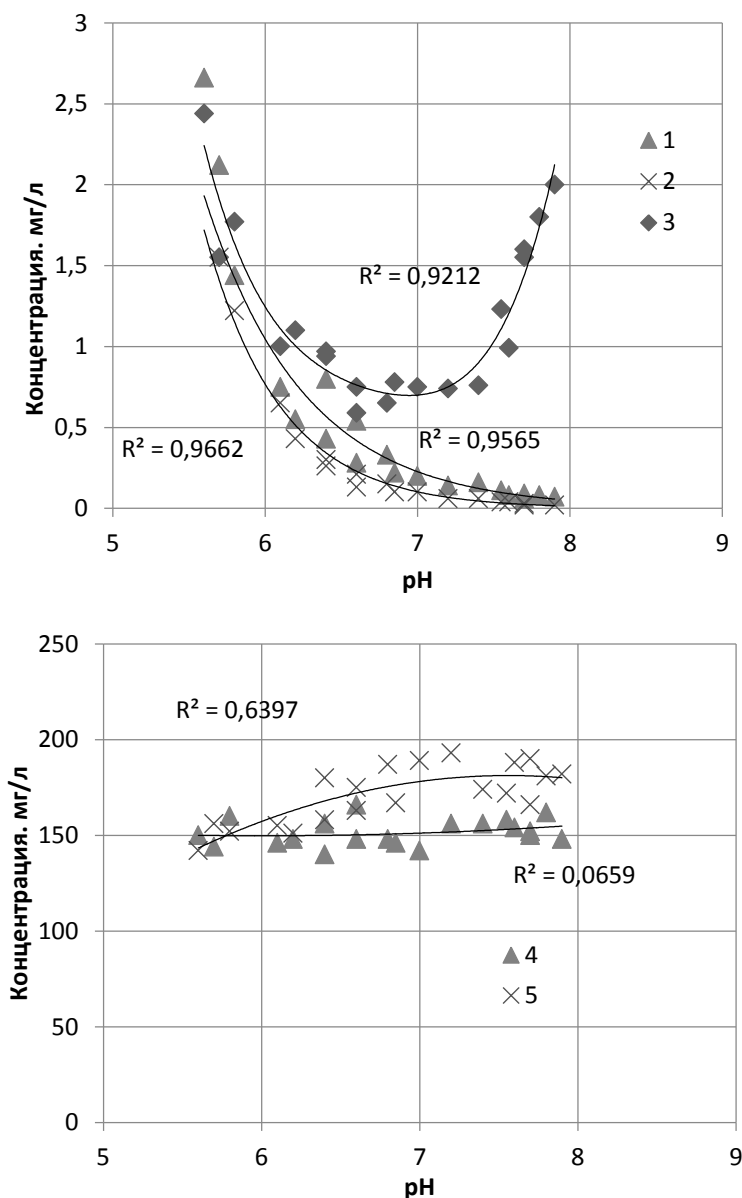 3
2,5
2
1,5
1
0,5
0
Концентрация. мг/л
1
2
3
R² = 0,9212
R² = 0,9662
R² = 0,9565
5 6 7 8 9
pH
250
200
150
100
50
0
Концентрация. мг/л
R² = 0,6397
R² = 0,0659
4
5
5 6 7 8 9
pH